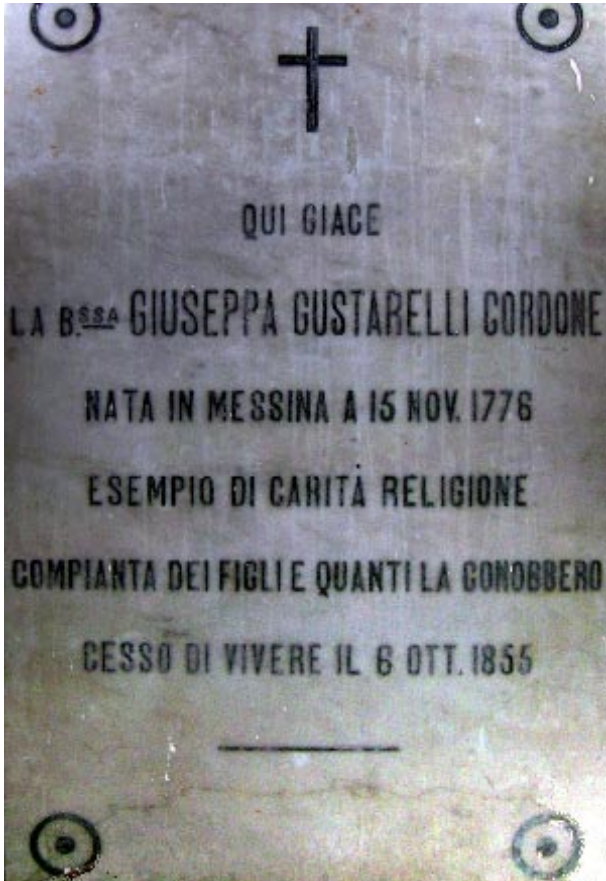 QUI GIACE
LA B.SSA GIUSEPPA GUSTARELLI CORDONE
NATA IN MESSINA A 15 NOV. 1776
ESEMPIO DI CARITÀ RELIGIONE
COMPIANTA DEI FIGLI E QUANTI LA CONOBBERO
CESSO DI VIVERE IL 6 OTT. 1855